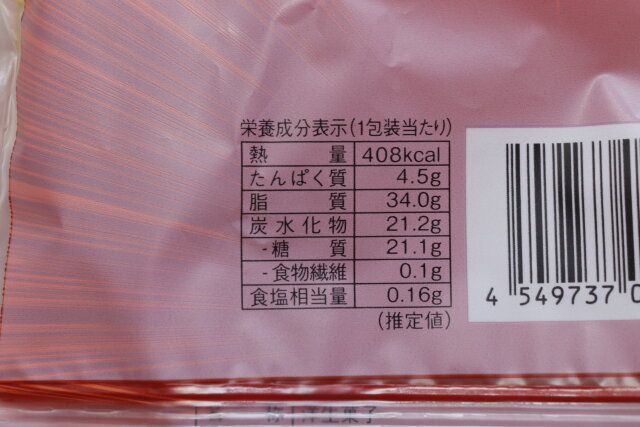 栄養成分表示(1包装当たり)
熱量 408kcal
たんぱく質 4.5g
脂質 34.0g
炭水化物 21.2g
-糖質 21.1g
-食物繊維 0.1g
食塩相当量 0.16g
(推定値)
4 549737 0
名 称 洋生菓子